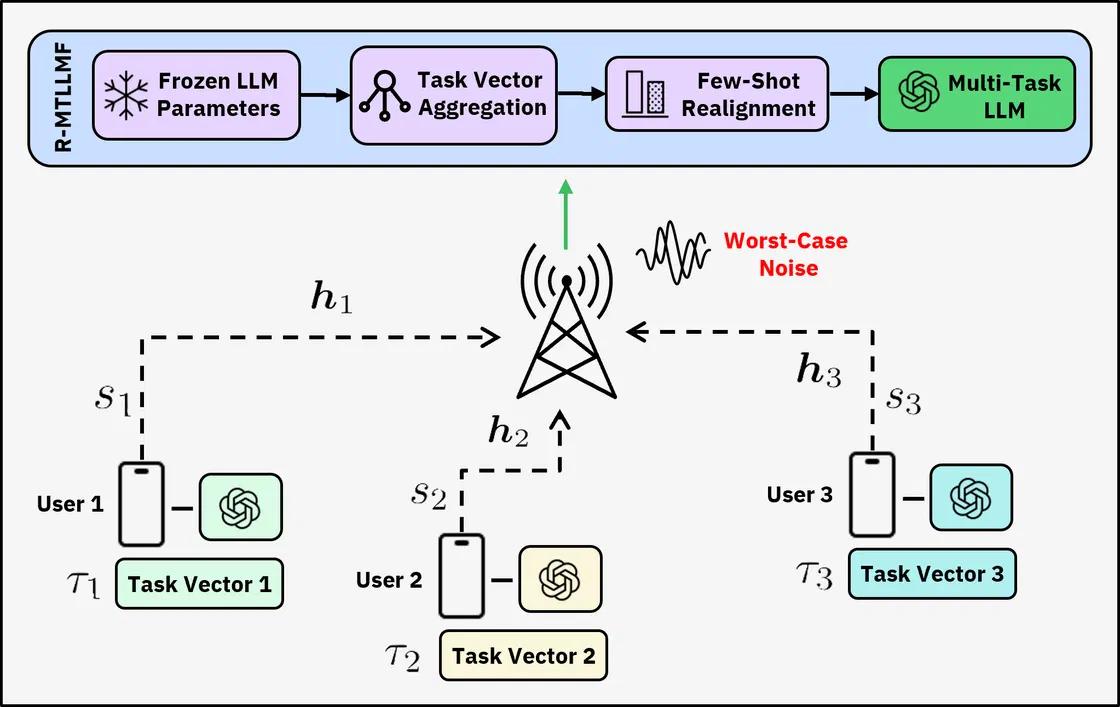 R-MTLLMF
Frozen LLM
Parameters
Task Vector
Aggregation
Few-Shot
Realignment
Multi-Task
LLM
Worst-Case
Noise
h1
s1
h2
s2
h3
s3
User 1
τ1
Task Vector 1
User 2
τ2
Task Vector 2
User 3
τ3
Task Vector 3